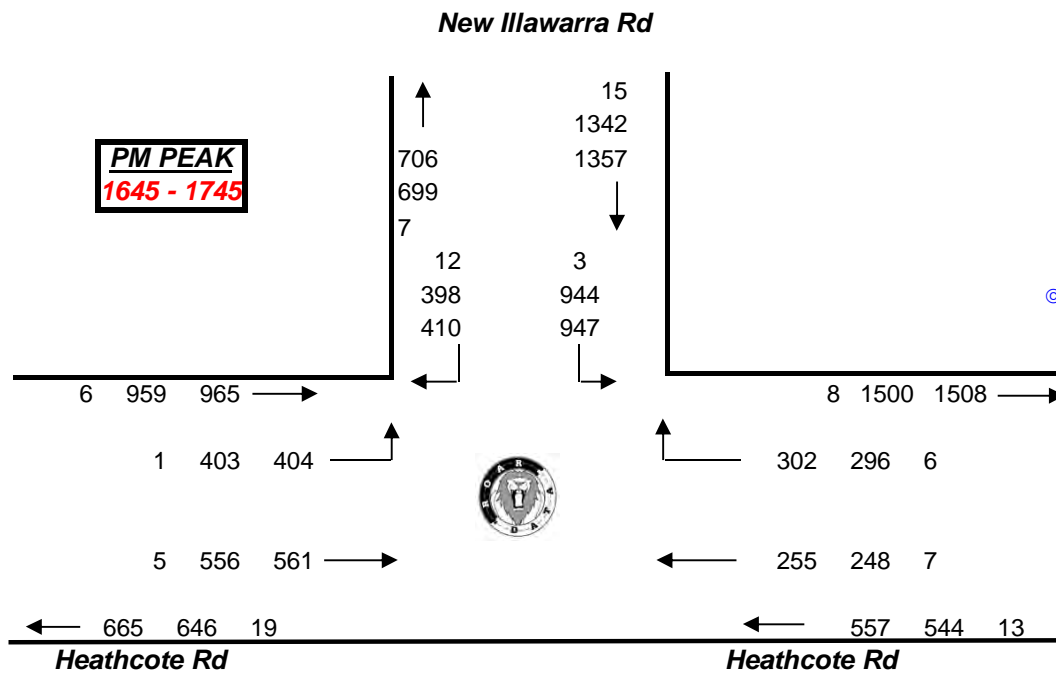 New Illawarra Rd
15
1342
PM PEAK
706 1357
1645 - 1745
699
7
12 3
398 944
410 947
©
6 959 965 8 1500 1508
1 403 404 302 296 6
ROAR DATA
5 556 561 255 248 7
665 646 19 557 544 13
Heathcote Rd Heathcote Rd